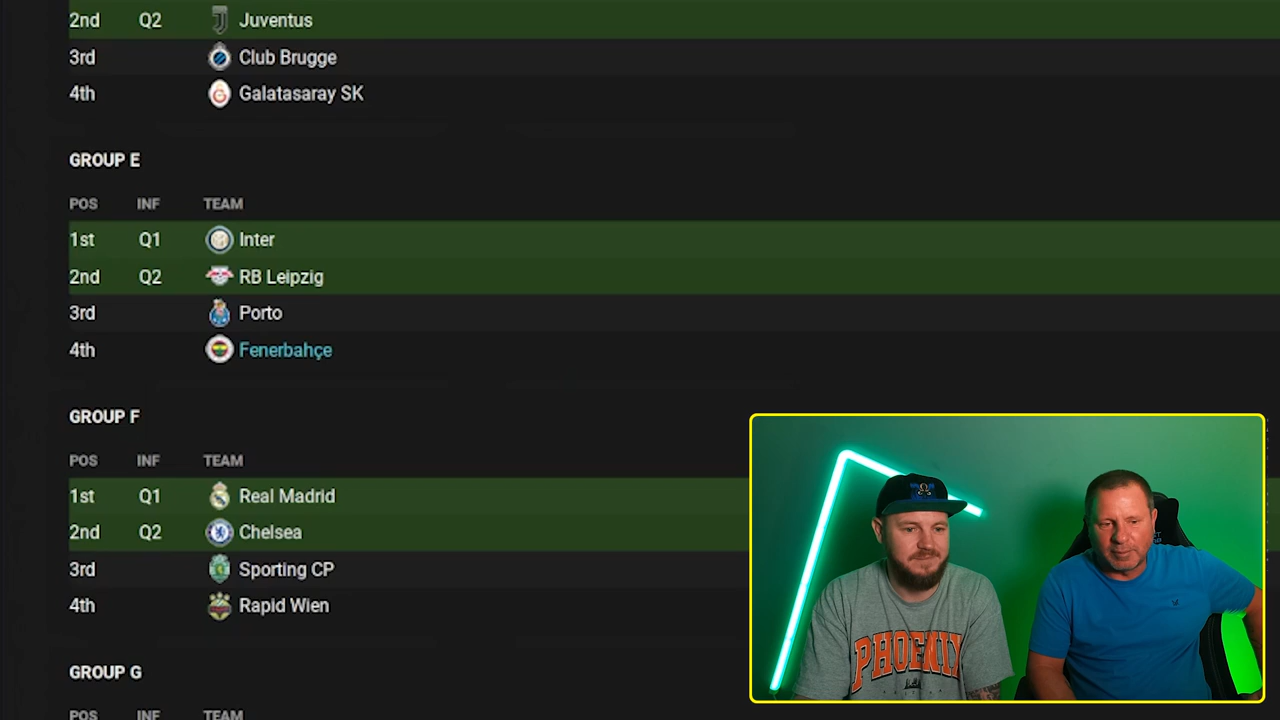 2nd Q2 Juventus
3rd Club Brugge
4th Galatasaray SK
GROUP E
POS INF TEAM
1st Q1 Inter
2nd Q2 RB Leipzig
3rd Porto
4th Fenerbahçe
GROUP F
POS INF TEAM
1st Q1 Real Madrid
2nd Q2 Chelsea
3rd Sporting CP
4th Rapid Wien
GROUP G
POS INF TEAM
PHOENIX